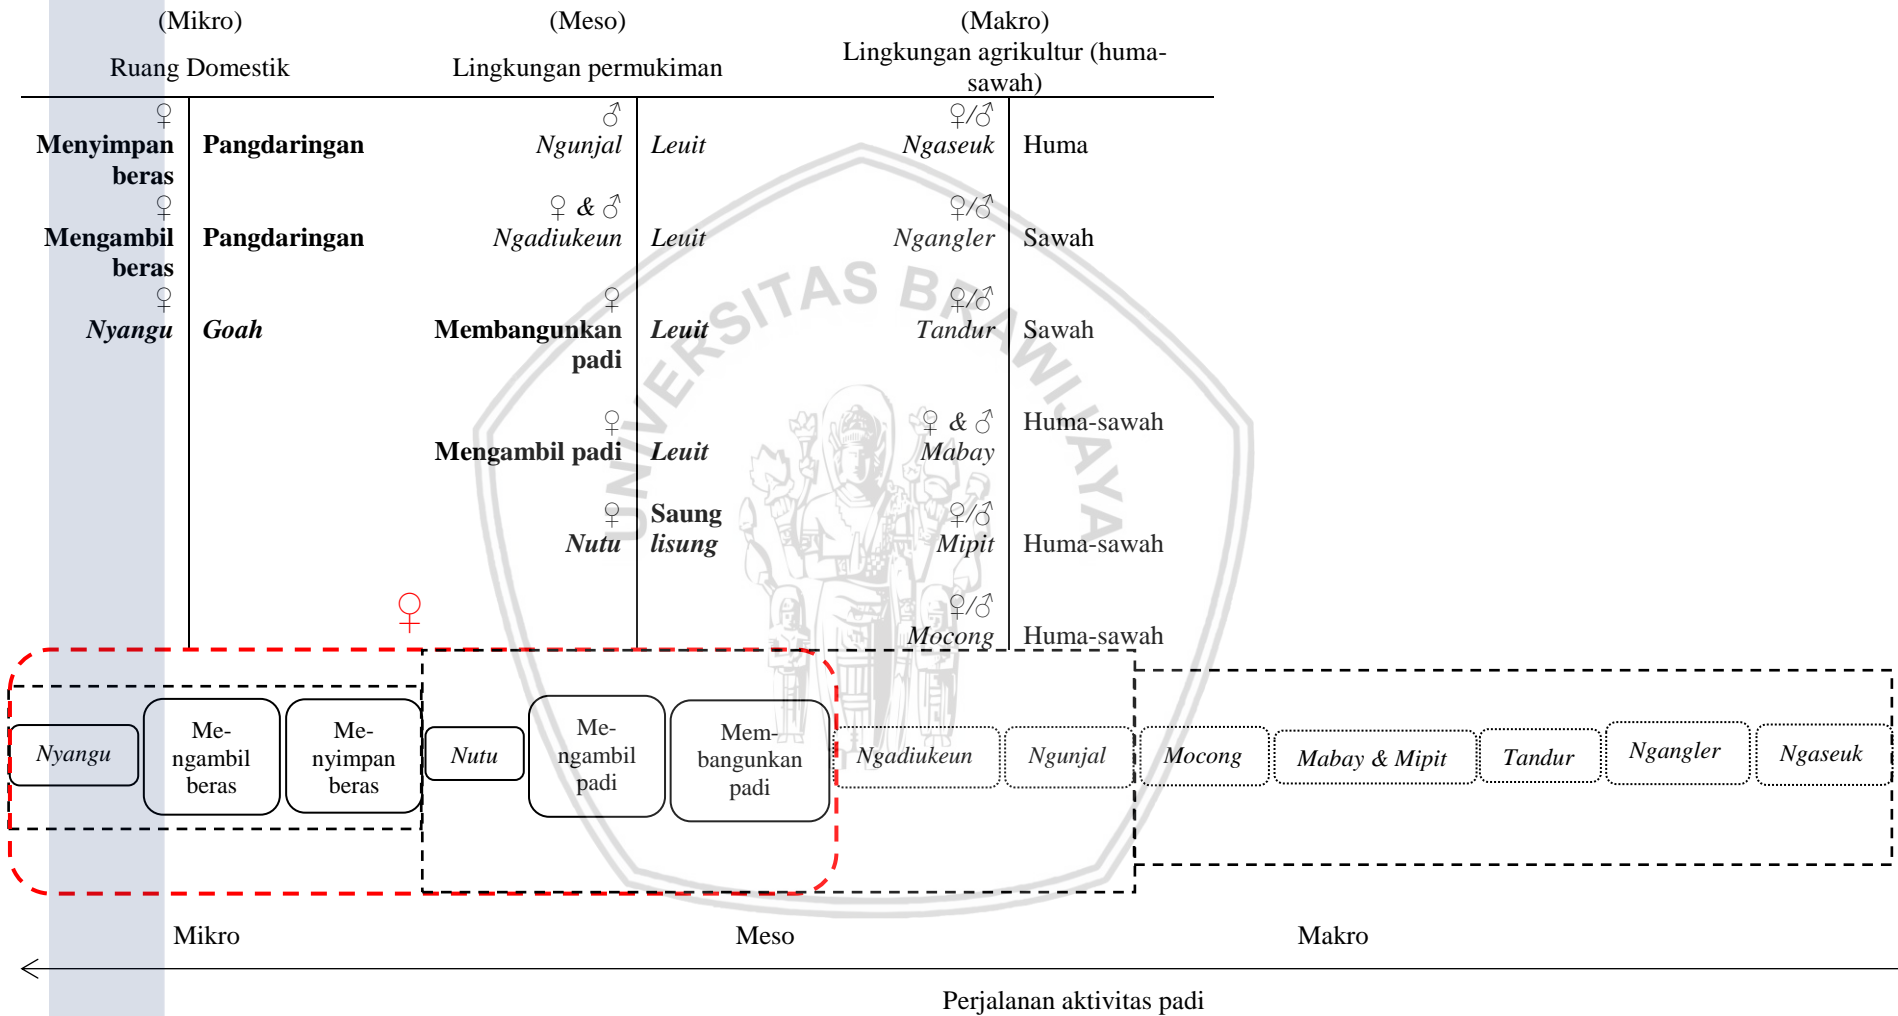 (Mikro) (Meso) (Makro)
Ruang Domestik Lingkungan permukiman Lingkungan agrikultur (huma-
sawah)
♀ ♂ ♀/♂
Menyimpan Pangdaringan Ngunjal Leuit Ngaseuk Huma
beras
♀ ♀ & ♂ ♀/♂
Mengambil Pangdaringan Ngadiukeun Leuit Ngangler Sawah
beras
♀ ♀ ♀/♂
Nyangu Goah Membangunkan Leuit Tandur Sawah
padi
♀ ♀ & ♂ Huma-sawah
Mengambil padi Leuit Mabay
♀ Saung ♀/♂
Nutu lisung Mipit Huma-sawah
♀ ♀/♂
Mocong Huma-sawah
UNIVERSITAS BRAWIJAYA
Nyangu
Me-
ngambil
beras
Me-
nyimpan
beras
Nutu
Me-
ngambil
padi
Mem-
bangunkan
padi
Ngadiukeun
Ngunjal
Mocong
Mabay & Mipit
Tandur
Ngangler
Ngaseuk
Mikro Meso Makro
Perjalanan aktivitas padi